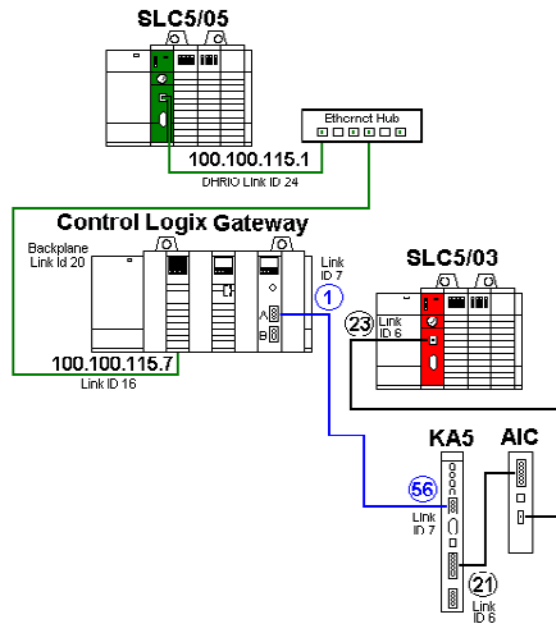 SLC5/05
Ethernet Hub
100.100.115.1
DHRIO Link ID 24
Control Logix Gateway
Backplane
Link Id 20
Link
ID 7
1
A
B
100.100.115.7
Link ID 16
SLC5/03
23
Link
ID 6
KA5
AIC
56
Link
ID 7
21
Link
ID 6